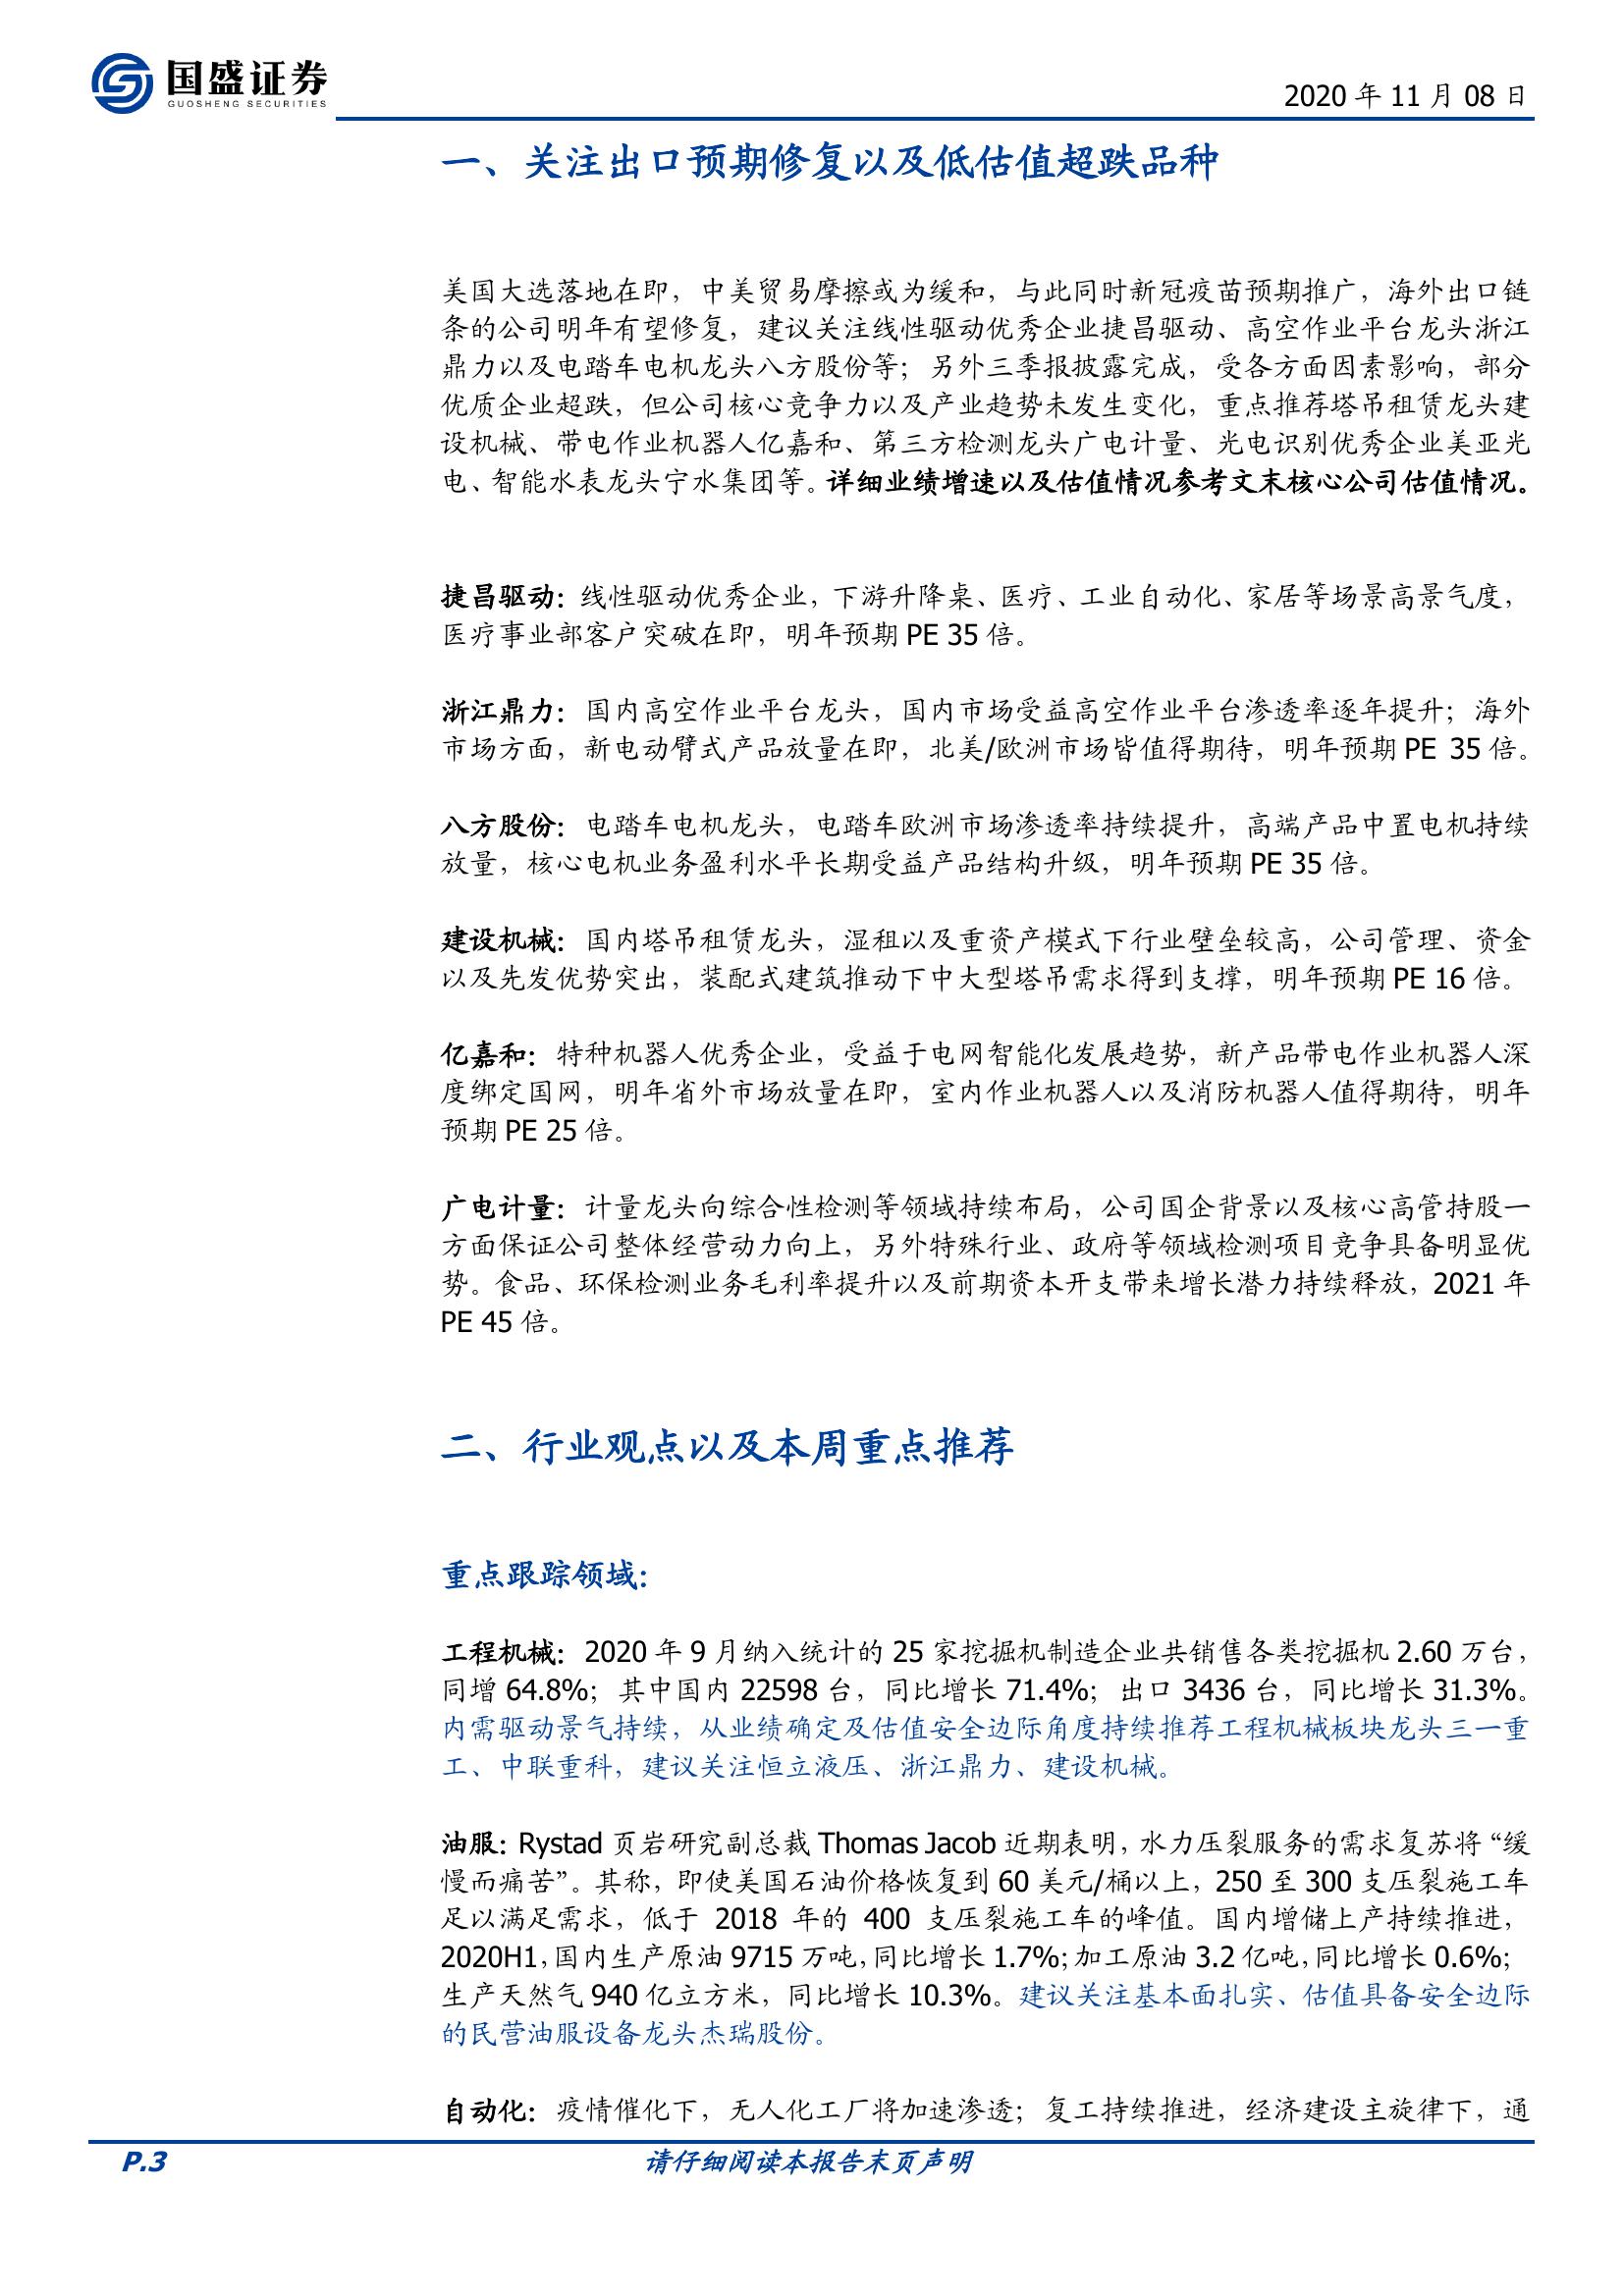 国盛证券
GUOSHENG SECURITIES
2020 年 11 月 08 日
一、关注出口预期修复以及低估值超跌品种
美国大选落地在即，中美贸易摩擦或为缓和，与此同时新冠疫苗预期推广，海外出口链
条的公司明年有望修复，建议关注线性驱动优秀企业捷昌驱动、高空作业平台龙头浙江
鼎力以及电踏车电机龙头八方股份等；另外三季报披露完成，受各方面因素影响，部分
优质企业超跌，但公司核心竞争力以及产业趋势未发生变化，重点推荐塔吊租赁龙头建
设机械、带电作业机器人亿嘉和、第三方检测龙头广电计量、光电识别优秀企业美亚光
电、智能水表龙头宁水集团等。详细业绩增速以及估值情况参考文末核心公司估值情况。
捷昌驱动：线性驱动优秀企业，下游升降桌、医疗、工业自动化、家居等场景高景气度，
医疗事业部客户突破在即，明年预期 PE 35 倍。
浙江鼎力：国内高空作业平台龙头，国内市场受益高空作业平台渗透率逐年提升；海外
市场方面，新电动臂式产品放量在即，北美/欧洲市场皆值得期待，明年预期 PE 35 倍。
八方股份：电踏车电机龙头，电踏车欧洲市场渗透率持续提升，高端产品中置电机持续
放量，核心电机业务盈利水平长期受益产品结构升级，明年预期 PE 35 倍。
建设机械：国内塔吊租赁龙头，湿租以及重资产模式下行业壁垒较高，公司管理、资金
以及先发优势突出，装配式建筑推动下中大型塔吊需求得到支撑，明年预期 PE 16 倍。
亿嘉和：特种机器人优秀企业，受益于电网智能化发展趋势，新产品带电作业机器人深
度绑定国网，明年省外市场放量在即，室内作业机器人以及消防机器人值得期待，明年
预期 PE 25 倍。
广电计量：计量龙头向综合性检测等领域持续布局，公司国企背景以及核心高管持股一
方面保证公司整体经营动力向上，另外特殊行业、政府等领域检测项目竞争具备明显优
势。食品、环保检测业务毛利率提升以及前期资本开支带来增长潜力持续释放，2021 年
PE 45 倍。
二、行业观点以及本周重点推荐
重点跟踪领域：
工程机械：2020 年 9 月纳入统计的 25 家挖掘机制造企业共销售各类挖掘机 2.60 万台，
同增 64.8%；其中国内 22598 台，同比增长 71.4%；出口 3436 台，同比增长 31.3%。
内需驱动景气持续，从业绩确定及估值安全边际角度持续推荐工程机械板块龙头三一重
工、中联重科，建议关注恒立液压、浙江鼎力、建设机械。
油服：Rystad 页岩研究副总裁 Thomas Jacob 近期表明，水力压裂服务的需求复苏将“缓
慢而痛苦”。其称，即使美国石油价格恢复到 60 美元/桶以上，250 至 300 支压裂施工车
足以满足需求，低于 2018 年的 400 支压裂施工车的峰值。国内增储上产持续推进，
2020H1，国内生产原油 9715 万吨，同比增长 1.7%；加工原油 3.2 亿吨，同比增长 0.6%；
生产天然气 940 亿立方米，同比增长 10.3%。建议关注基本面扎实、估值具备安全边际
的民营油服设备龙头杰瑞股份。
自动化：疫情催化下，无人化工厂将加速渗透；复工持续推进，经济建设主旋律下，通
P.3
请仔细阅读本报告末页声明